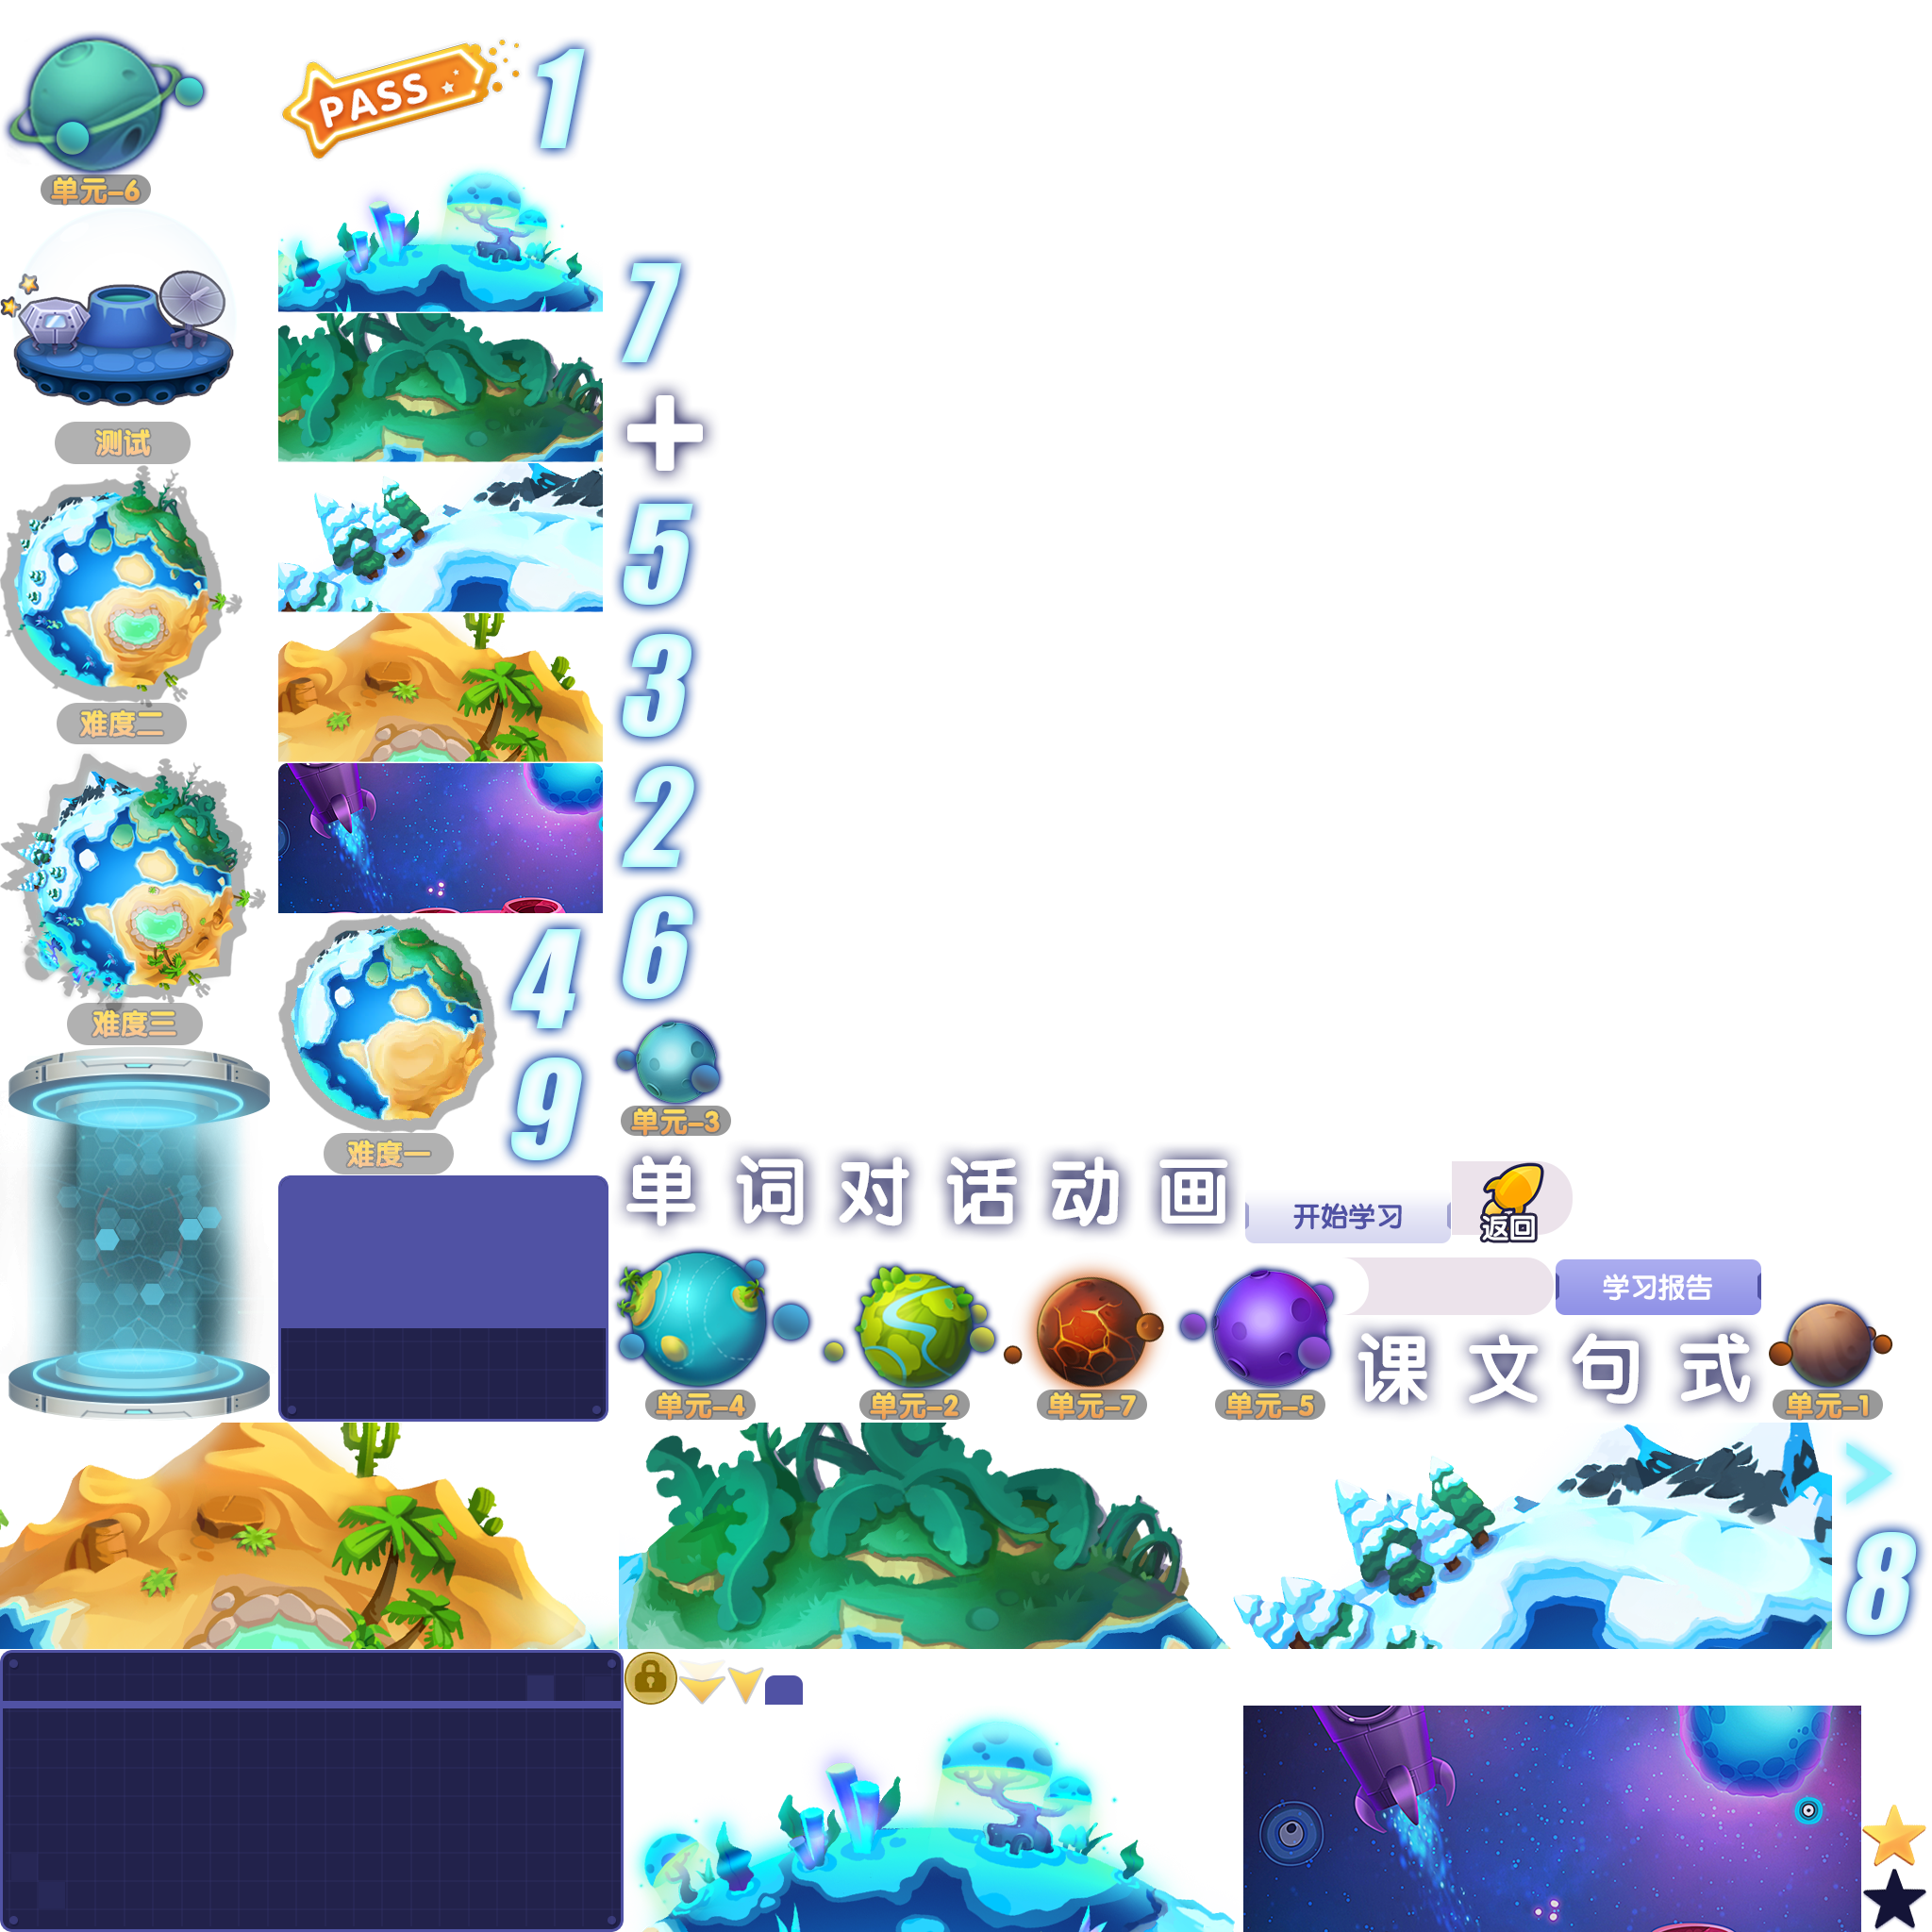 PASS
1
单元-6
7
测试
+
5
3
难度二
2
6
4
难度三
9
单元-3
难度一
单 词 对 话 动 画
开始学习
返回
学习报告
课 文 句 式
单元-4
单元-2
单元-7
单元-5
单元-1
>
8